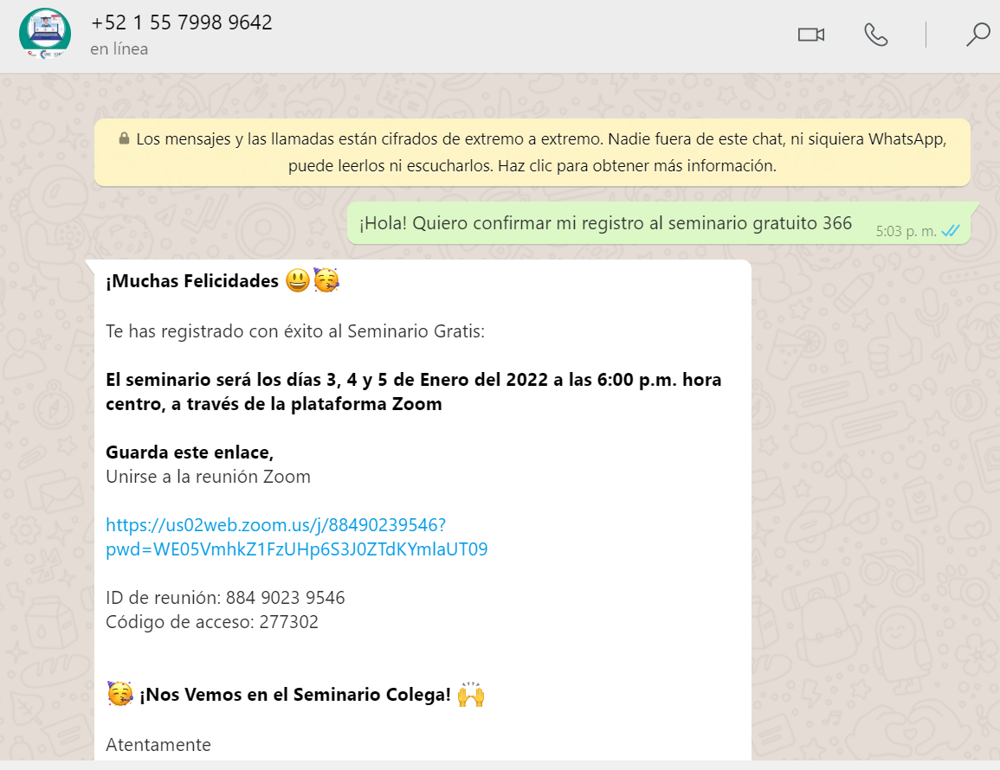 +52 1 55 7998 9642
en línea
Los mensajes y las llamadas están cifrados de extremo a extremo. Nadie fuera de este chat, ni siquiera WhatsApp,
puede leerlos ni escucharlos. Haz clic para obtener más información.
¡Hola! Quiero confirmar mi registro al seminario gratuito 366
5:03 p. m.
¡Muchas Felicidades 😃🥳
Te has registrado con éxito al Seminario Gratis:
El seminario será los días 3, 4 y 5 de Enero del 2022 a las 6:00 p.m. hora
centro, a través de la plataforma Zoom
Guarda este enlace,
Unirse a la reunión Zoom
https://us02web.zoom.us/j/88490239546?
pwd=WE05VmhkZ1FzUHp6S3J0ZTdKYmlaUT09
ID de reunión: 884 9023 9546
Código de acceso: 277302
🥳 ¡Nos Vemos en el Seminario Colega! 🙌
Atentamente